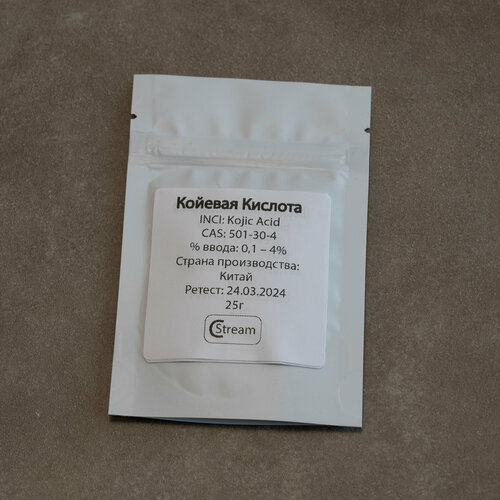 Койевая Кислота
INCI: Kojic Acid
CAS: 501-30-4
% ввода: 0,1 – 4%
Страна производства:
Китай
Ретест: 24.03.2024
25г
CStream